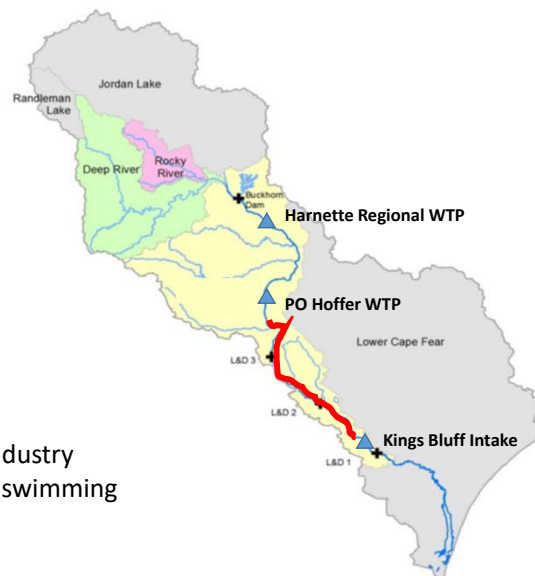 Jordan Lake
Randleman
Lake
Deep River
Rocky
River
Buckhorn
Dam
Harnette Regional WTP
PO Hoffer WTP
Lower Cape Fear
L&D 3
L&D 2
Kings Bluff Intake
L&D 1
dustry
swimming